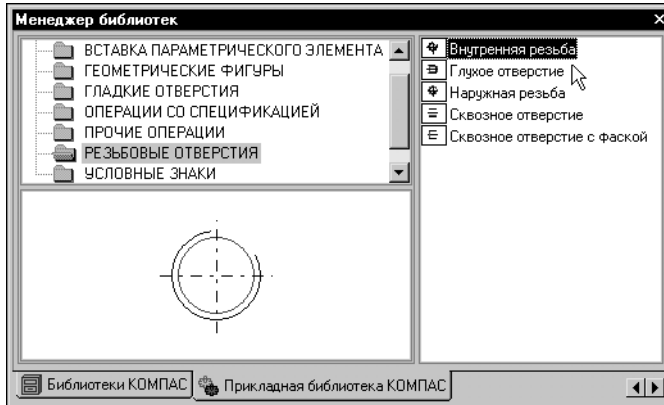 Менеджер библиотек
ВСТАВКА ПАРАМЕТРИЧЕСКОГО ЭЛЕМЕНТА
ГЕОМЕТРИЧЕСКИЕ ФИГУРЫ
ГЛАДКИЕ ОТВЕРСТИЯ
ОПЕРАЦИИ СО СПЕЦИФИКАЦИЕЙ
ПРОЧИЕ ОПЕРАЦИИ
РЕЗЬБОВЫЕ ОТВЕРСТИЯ
УСЛОВНЫЕ ЗНАКИ
Внутренняя резьба
Глухое отверстие
Наружная резьба
Сквозное отверстие
Сквозное отверстие с фаской
Библиотеки КОМПАС
Прикладная библиотека КОМПАС